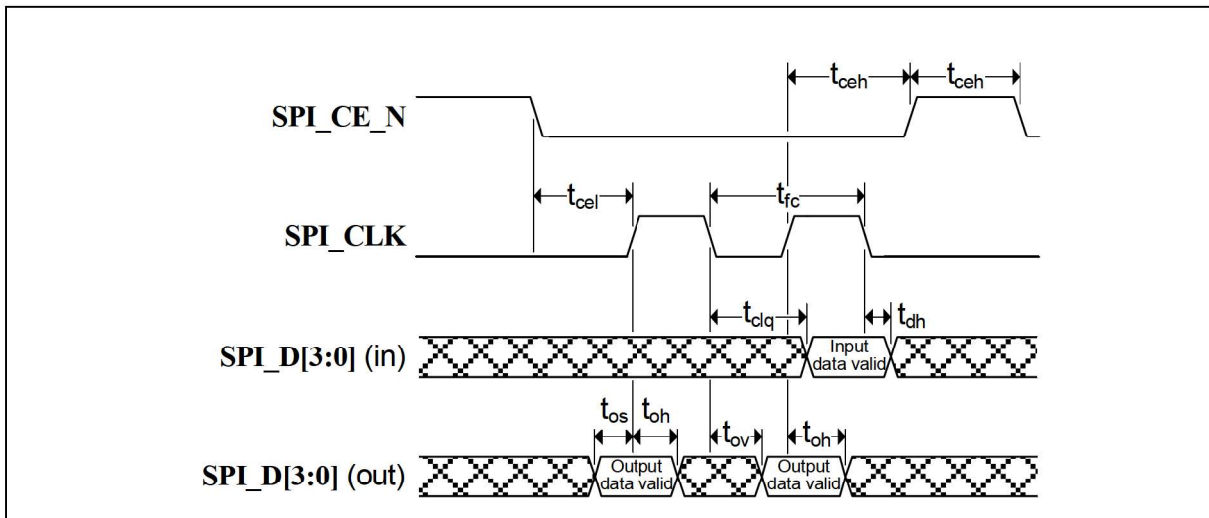 tceh tceh
SPI_CE_N
tcel tfc
SPI_CLK
tclq tdh
SPI_D[3:0] (in)
Input
data valid
tos toh tov toh
SPI_D[3:0] (out)
Output
data valid
Output
data valid